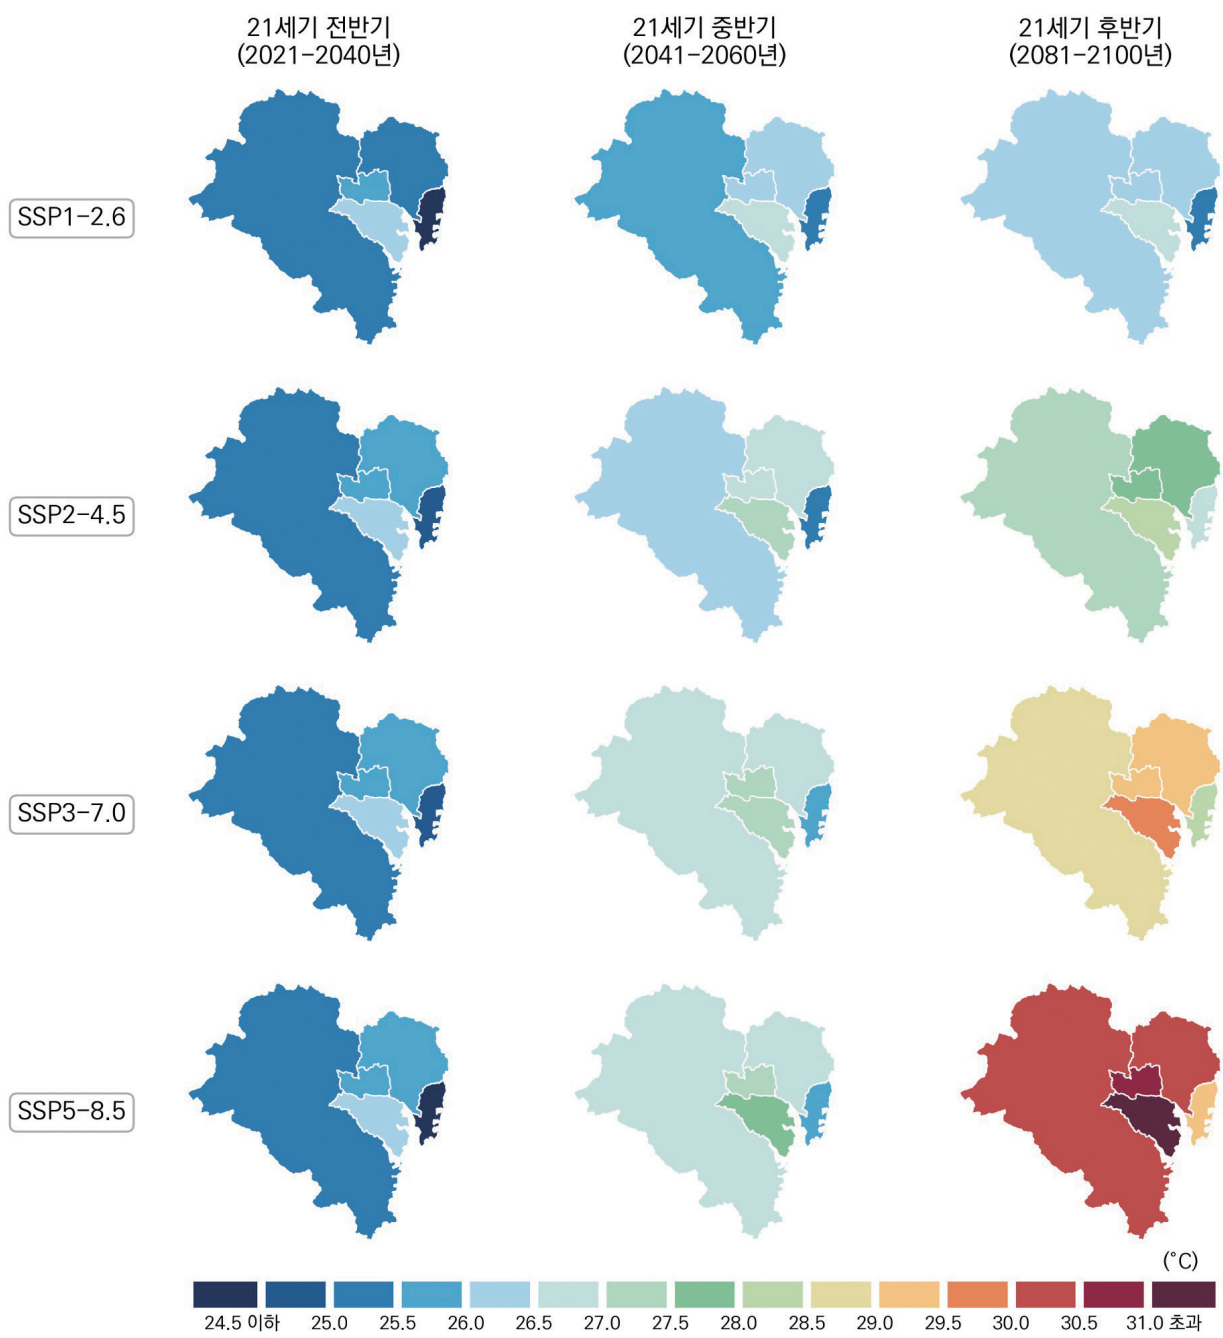 21세기 전반기
(2021-2040년)
21세기 중반기
(2041-2060년)
21세기 후반기
(2081-2100년)
SSP1-2.6
SSP2-4.5
SSP3-7.0
SSP5-8.5
(°C)
24.5 이하 25.0 25.5 26.0 26.5 27.0 27.5 28.0 28.5 29.0 29.5 30.0 30.5 31.0 초과